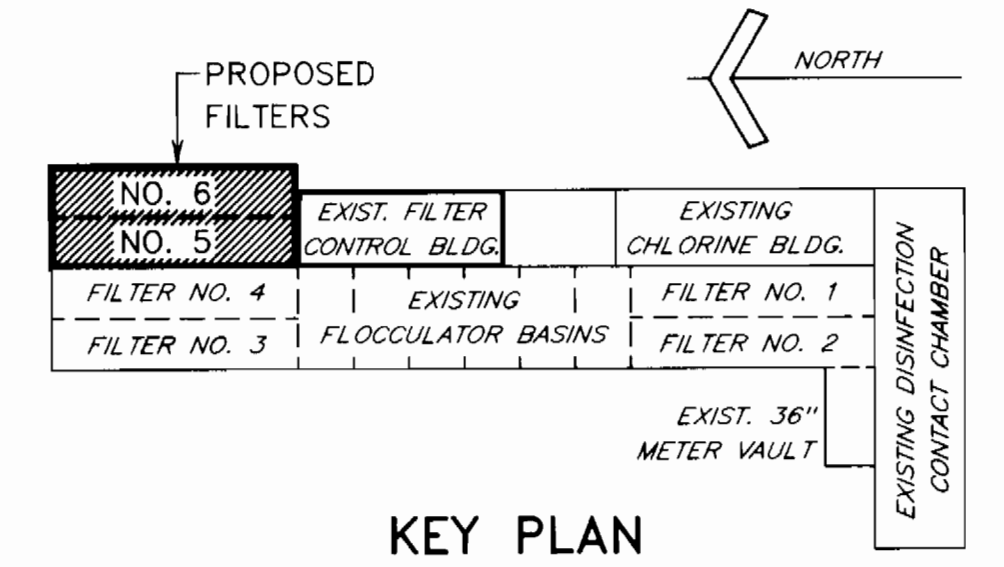 PROPOSED
FILTERS
NORTH
NO. 6
NO. 5
EXIST. FILTER
CONTROL BLDG.
EXISTING
CHLORINE BLDG.
FILTER NO. 4
FILTER NO. 3
EXISTING
FLOCCULATOR BASINS
FILTER NO. 1
FILTER NO. 2
EXIST. 36"
METER VAULT
EXISTING DISINFECTION
CONTACT CHAMBER
KEY PLAN